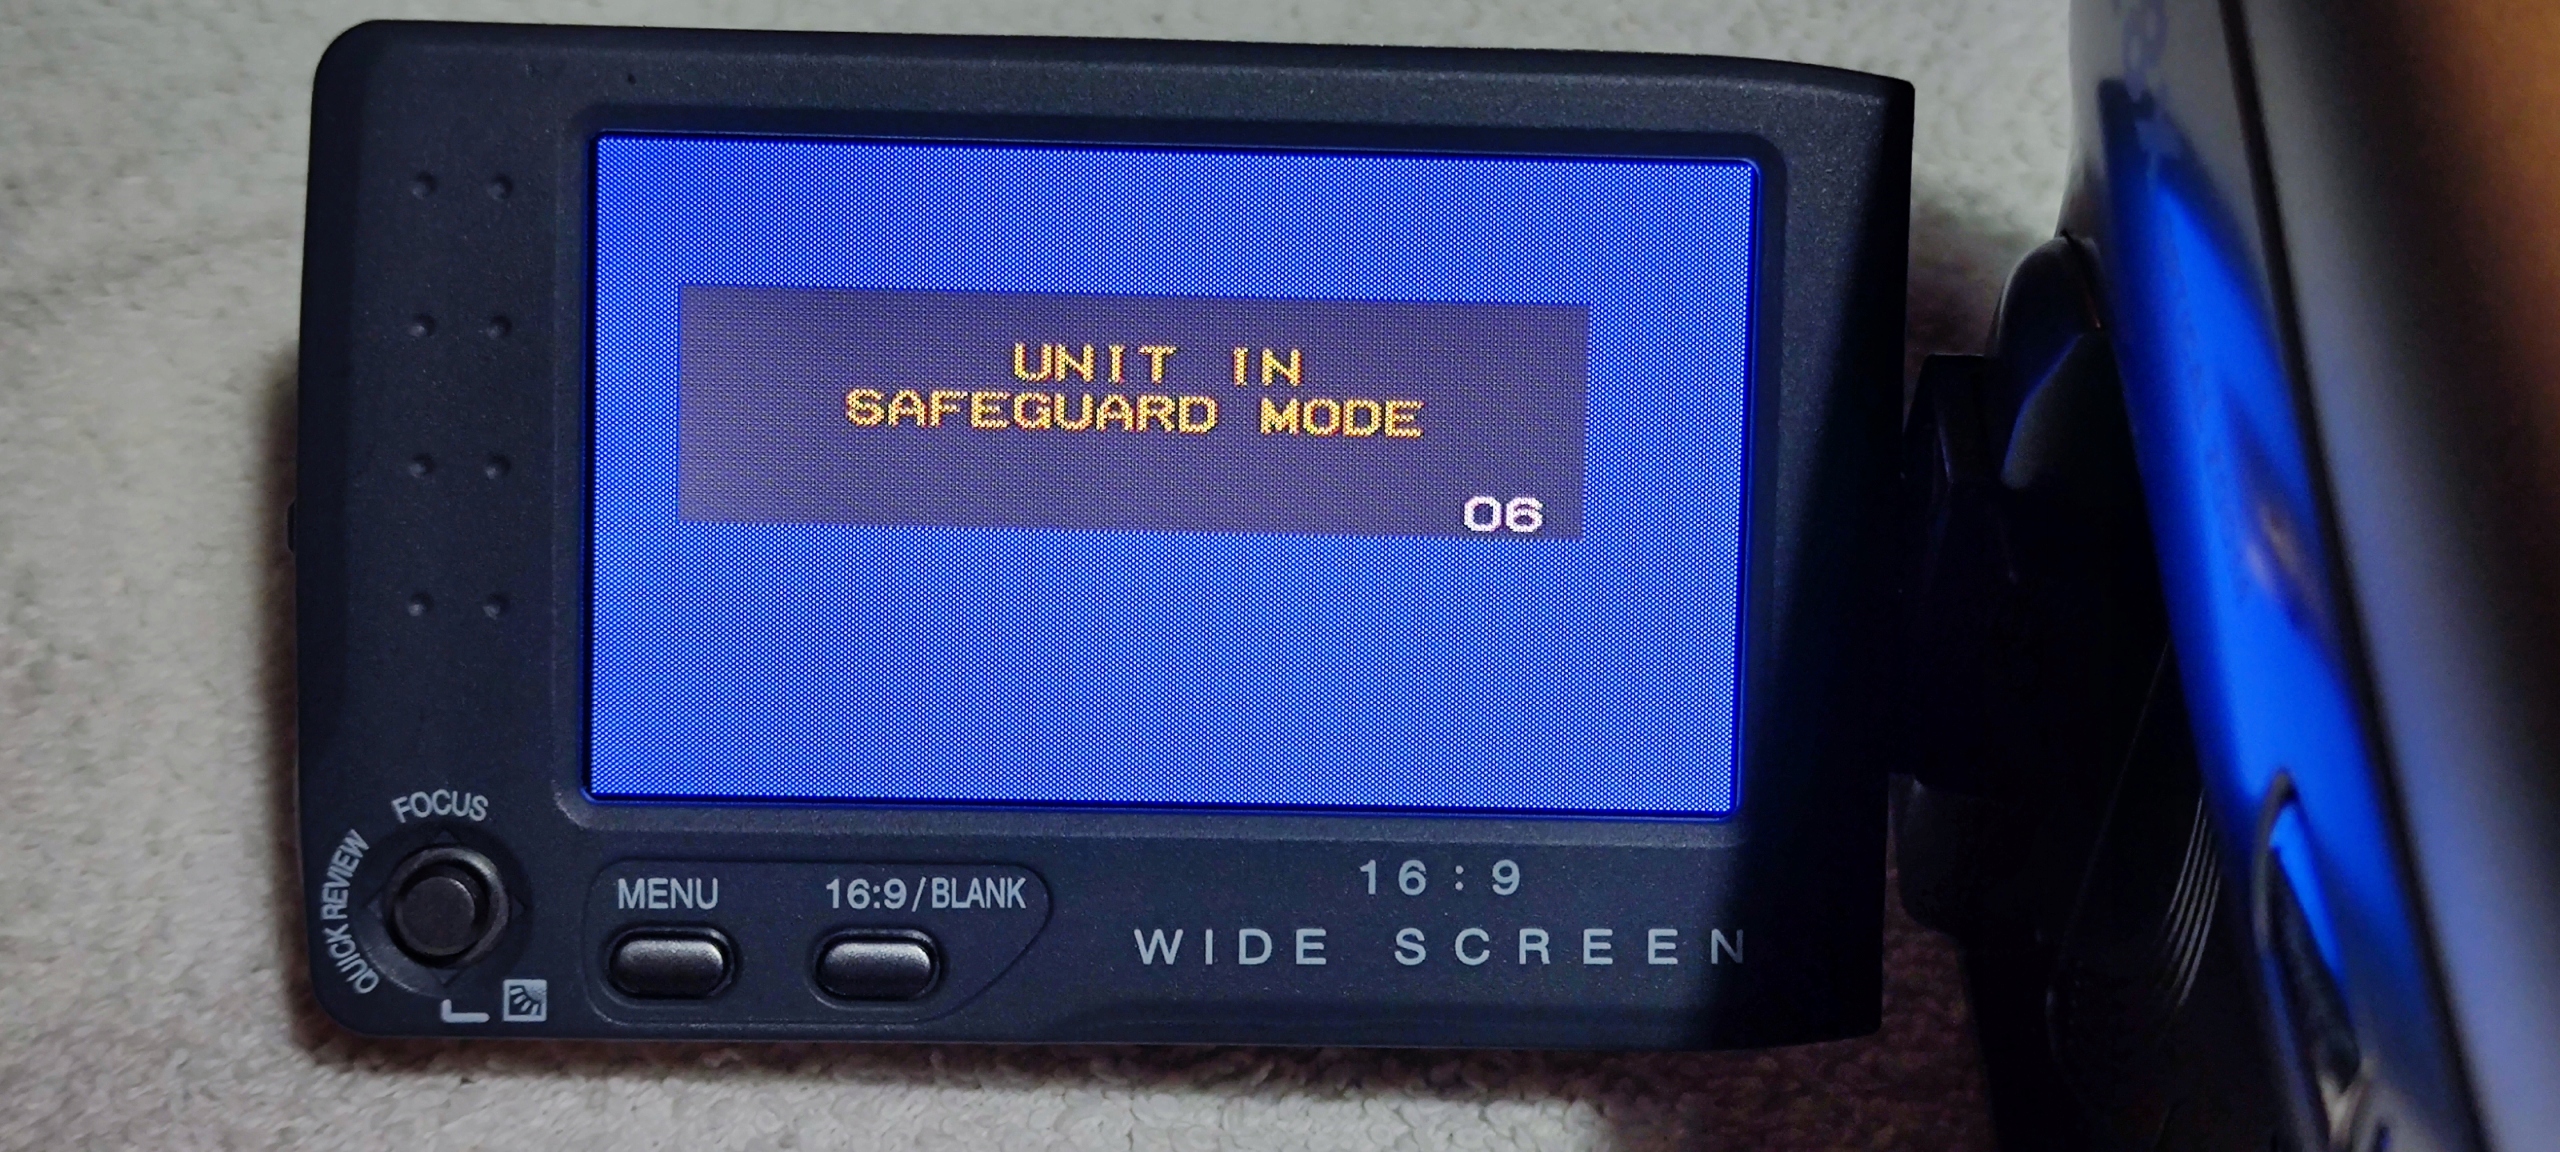 UNIT IN
SAFEGUARD MODE
06
FOCUS
QUICK REVIEW
MENU
16:9/BLANK
16:9
WIDE SCREEN